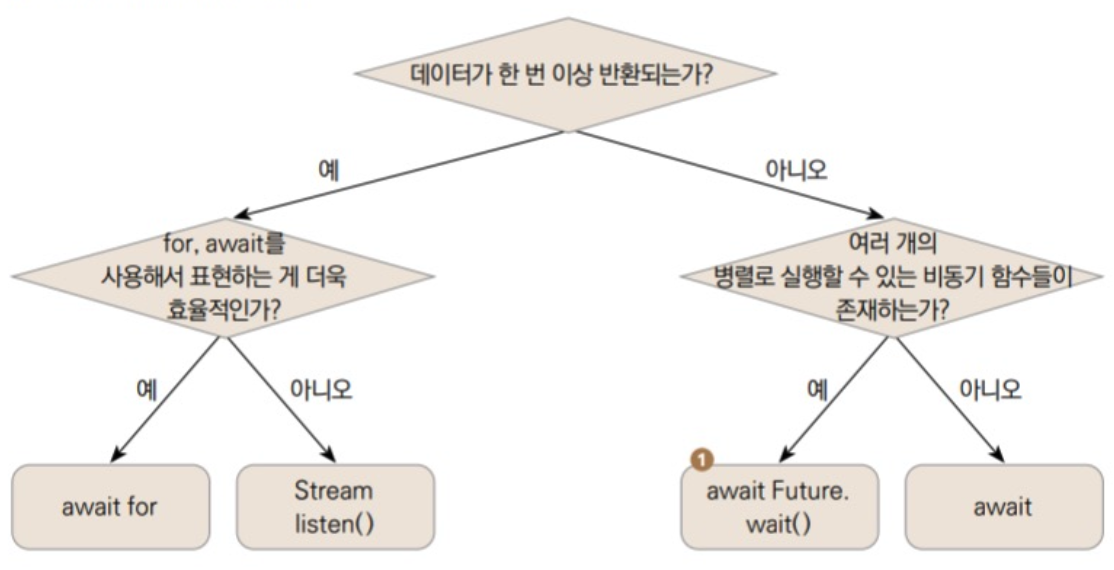 데이터가 한 번 이상 반환되는가?
예
아니오
for, await를
사용해서 표현하는 게 더욱
효율적인가?
여러 개의
병렬로 실행할 수 있는 비동기 함수들이
존재하는가?
예
아니오
예
아니오
await for
Stream
listen()
1
await Future.
wait()
await